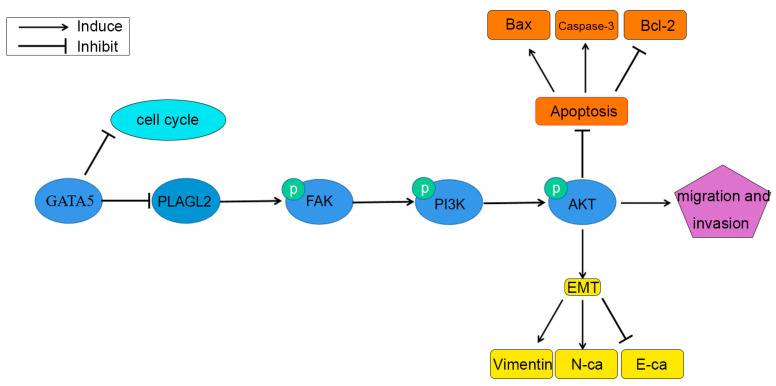 Induce
Inhibit
Bax
Caspase-3
Bcl-2
Apoptosis
cell cycle
GATA5
PLAGL2
p
FAK
p
PI3K
p
AKT
migration and
invasion
EMT
Vimentin
N-ca
E-ca